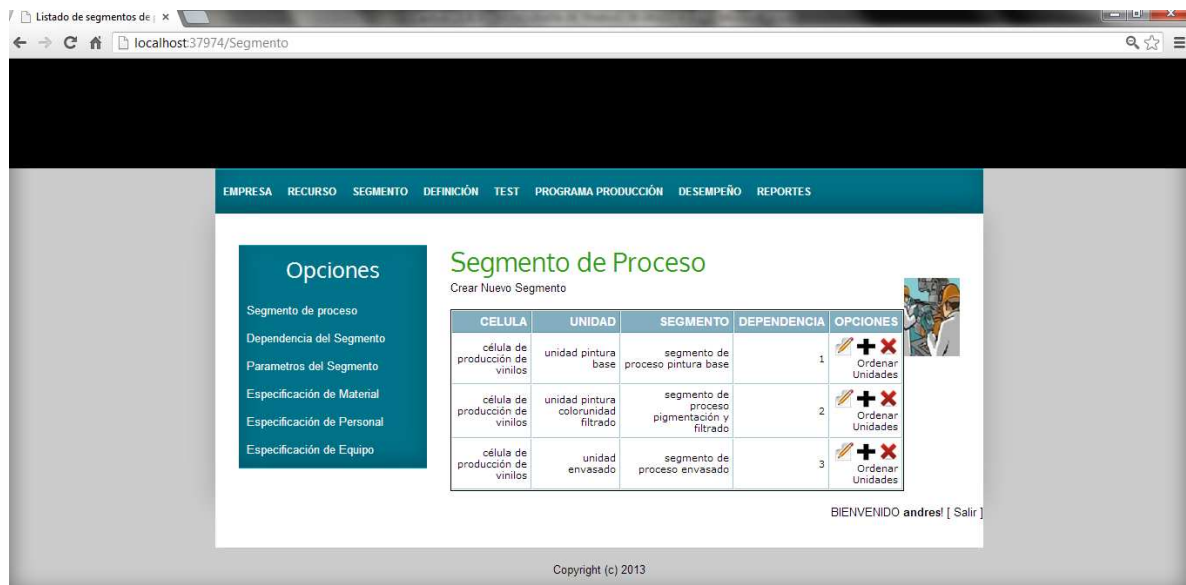 Listado de segmentos de
localhost:37974/Segmento
EMPRESA RECURSO SEGMENTO DEFINICIÓN TEST PROGRAMA PRODUCCIÓN DESEMPEÑO REPORTES
Opciones
Segmento de proceso
Dependencia del Segmento
Parametros del Segmento
Especificación de Material
Especificación de Personal
Especificación de Equipo
Segmento de Proceso
Crear Nuevo Segmento
CELULA UNIDAD SEGMENTO DEPENDENCIA OPCIONES
célula de
producción de
vinilos
unidad pintura
base
segmento de
proceso pintura base
1
Ordenar
Unidades
célula de
producción de
vinilos
unidad pintura
colorunidad
filtrado
segmento de
proceso
pigmentación y
filtrado
2
Ordenar
Unidades
célula de
producción de
vinilos
unidad
envasado
segmento de
proceso envasado
3
Ordenar
Unidades
BIENVENIDO andres! [ Salir ]
Copyright (c) 2013